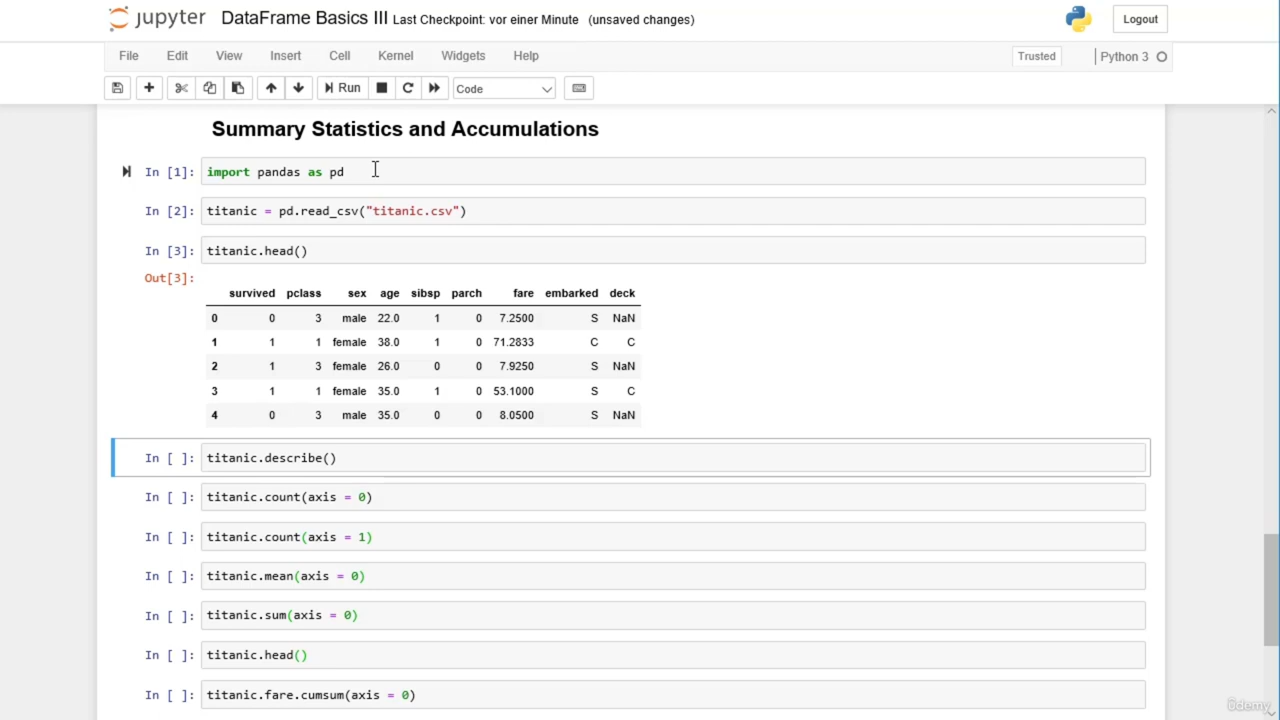 jupyter DataFrame Basics III Last Checkpoint: vor einer Minute (unsaved changes) Logout
File Edit View Insert Cell Kernel Widgets Help Trusted Python 3
Run Code
Summary Statistics and Accumulations
In [1]: import pandas as pd
In [2]: titanic = pd.read_csv("titanic.csv")
In [3]: titanic.head()
Out[3]:
survived pclass sex age sibsp parch fare embarked deck
0 0 3 male 22.0 1 0 7.2500 S NaN
1 1 1 female 38.0 1 0 71.2833 C C
2 1 3 female 26.0 0 0 7.9250 S NaN
3 1 1 female 35.0 1 0 53.1000 S C
4 0 3 male 35.0 0 0 8.0500 S NaN
In [ ]: titanic.describe()
In [ ]: titanic.count(axis = 0)
In [ ]: titanic.count(axis = 1)
In [ ]: titanic.mean(axis = 0)
In [ ]: titanic.sum(axis = 0)
In [ ]: titanic.head()
In [ ]: titanic.fare.cumsum(axis = 0)
ûdemy